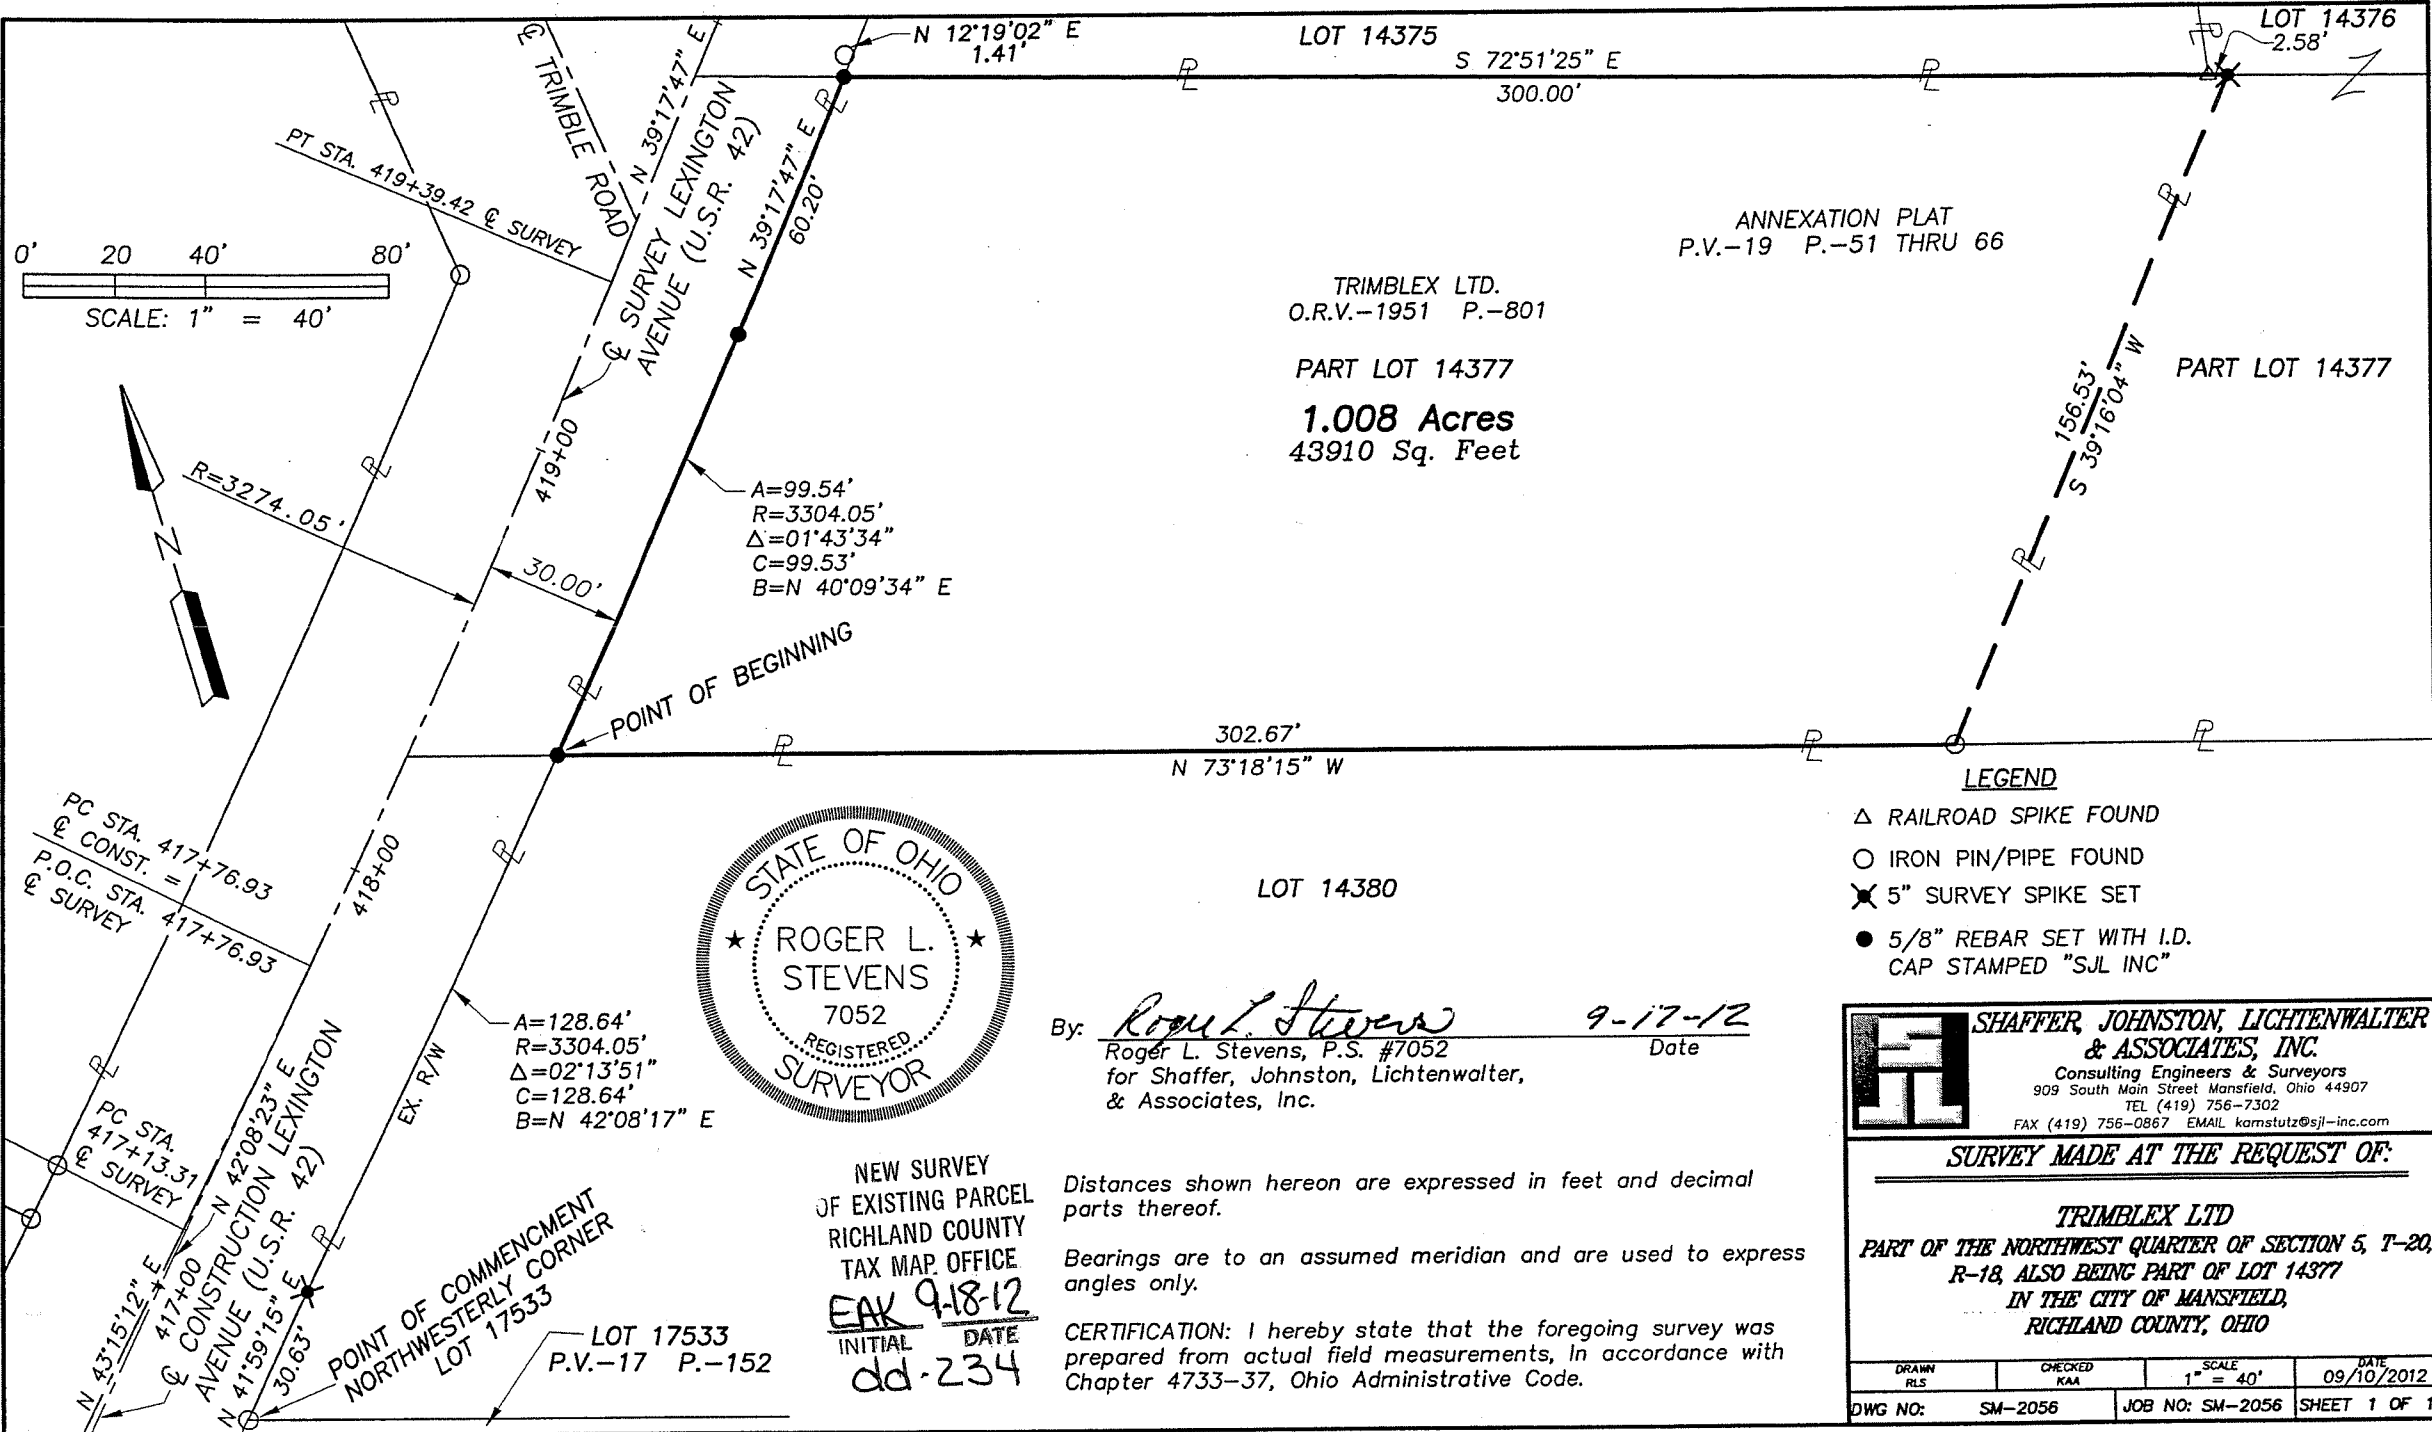 N 12°19'02" E
1.41'
LOT 14375
S 72°51'25" E
300.00'
LOT 14376
2.58'
℄ TRIMBLE ROAD
N 39°17'47" E
℄ SURVEY LEXINGTON
AVENUE (U.S.R. 42)
N 39°17'47" E
60.20'
PT STA. 419+39.42 ℄ SURVEY
0' 20 40' 80'
SCALE: 1" = 40'
N
R=3274.05'
419+00
30.00'
A=99.54'
R=3304.05'
Δ=01°43'34"
C=99.53'
B=N 40°09'34" E
ANNEXATION PLAT
P.V.-19 P.-51 THRU 66
TRIMBLEX LTD.
O.R.V.-1951 P.-801
PART LOT 14377
1.008 Acres
43910 Sq. Feet
156.53'
S 39°16'04" W
PART LOT 14377
POINT OF BEGINNING
302.67'
N 73°18'15" W
PC STA. 417+76.93
℄ CONST. =
P.O.C. STA. 417+76.93
℄ SURVEY
418+00
LOT 14380
STATE OF OHIO
★ ROGER L. ★
STEVENS
7052
REGISTERED
SURVEYOR
A=128.64'
R=3304.05'
Δ=02°13'51"
C=128.64'
B=N 42°08'17" E
EX. R/W
PC STA.
417+13.31
℄ SURVEY
N 42°08'23" E
N 43°15'12" E
417+00
℄ CONSTRUCTION LEXINGTON
AVENUE (U.S.R. 42)
N 41°59'15" E
30.63'
POINT OF COMMENCMENT
NORTHWESTERLY CORNER
LOT 17533
LOT 17533
P.V.-17 P.-152
LEGEND
△ RAILROAD SPIKE FOUND
○ IRON PIN/PIPE FOUND
5" SURVEY SPIKE SET
● 5/8" REBAR SET WITH I.D.
CAP STAMPED "SJL INC"
By: Roger L. Stevens 9-17-12
Roger L. Stevens, P.S. #7052 Date
for Shaffer, Johnston, Lichtenwalter,
& Associates, Inc.
NEW SURVEY
OF EXISTING PARCEL
RICHLAND COUNTY
TAX MAP OFFICE
EAK 9-18-12
INITIAL DATE
dd-234
Distances shown hereon are expressed in feet and decimal
parts thereof.
Bearings are to an assumed meridian and are used to express
angles only.
CERTIFICATION: I hereby state that the foregoing survey was
prepared from actual field measurements, In accordance with
Chapter 4733-37, Ohio Administrative Code.
SHAFFER, JOHNSTON, LICHTENWALTER
& ASSOCIATES, INC.
Consulting Engineers & Surveyors
909 South Main Street Mansfield, Ohio 44907
TEL (419) 756-7302
FAX (419) 756-0867 EMAIL kamstutz@sjl-inc.com
SURVEY MADE AT THE REQUEST OF:
TRIMBLEX LTD
PART OF THE NORTHWEST QUARTER OF SECTION 5, T-20,
R-18, ALSO BEING PART OF LOT 14377
IN THE CITY OF MANSFIELD,
RICHLAND COUNTY, OHIO
DRAWN
RLS
CHECKED
KAA
SCALE
1" = 40'
DATE
09/10/2012
DWG NO: SM-2056
JOB NO: SM-2056
SHEET 1 OF 1